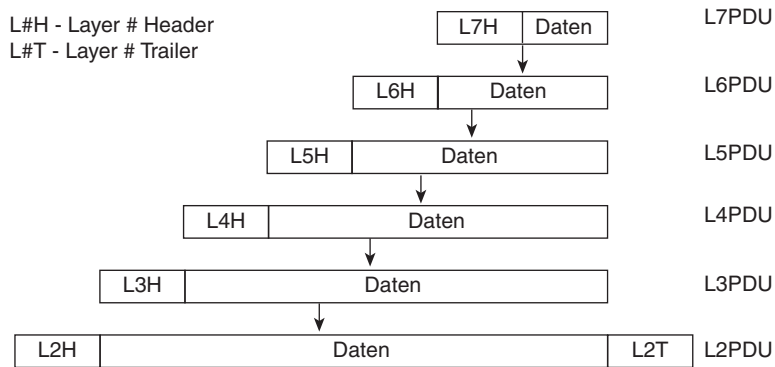 L#H - Layer # Header
L#T - Layer # Trailer
L7H Daten L7PDU
L6H Daten L6PDU
L5H Daten L5PDU
L4H Daten L4PDU
L3H Daten L3PDU
L2H Daten L2T L2PDU